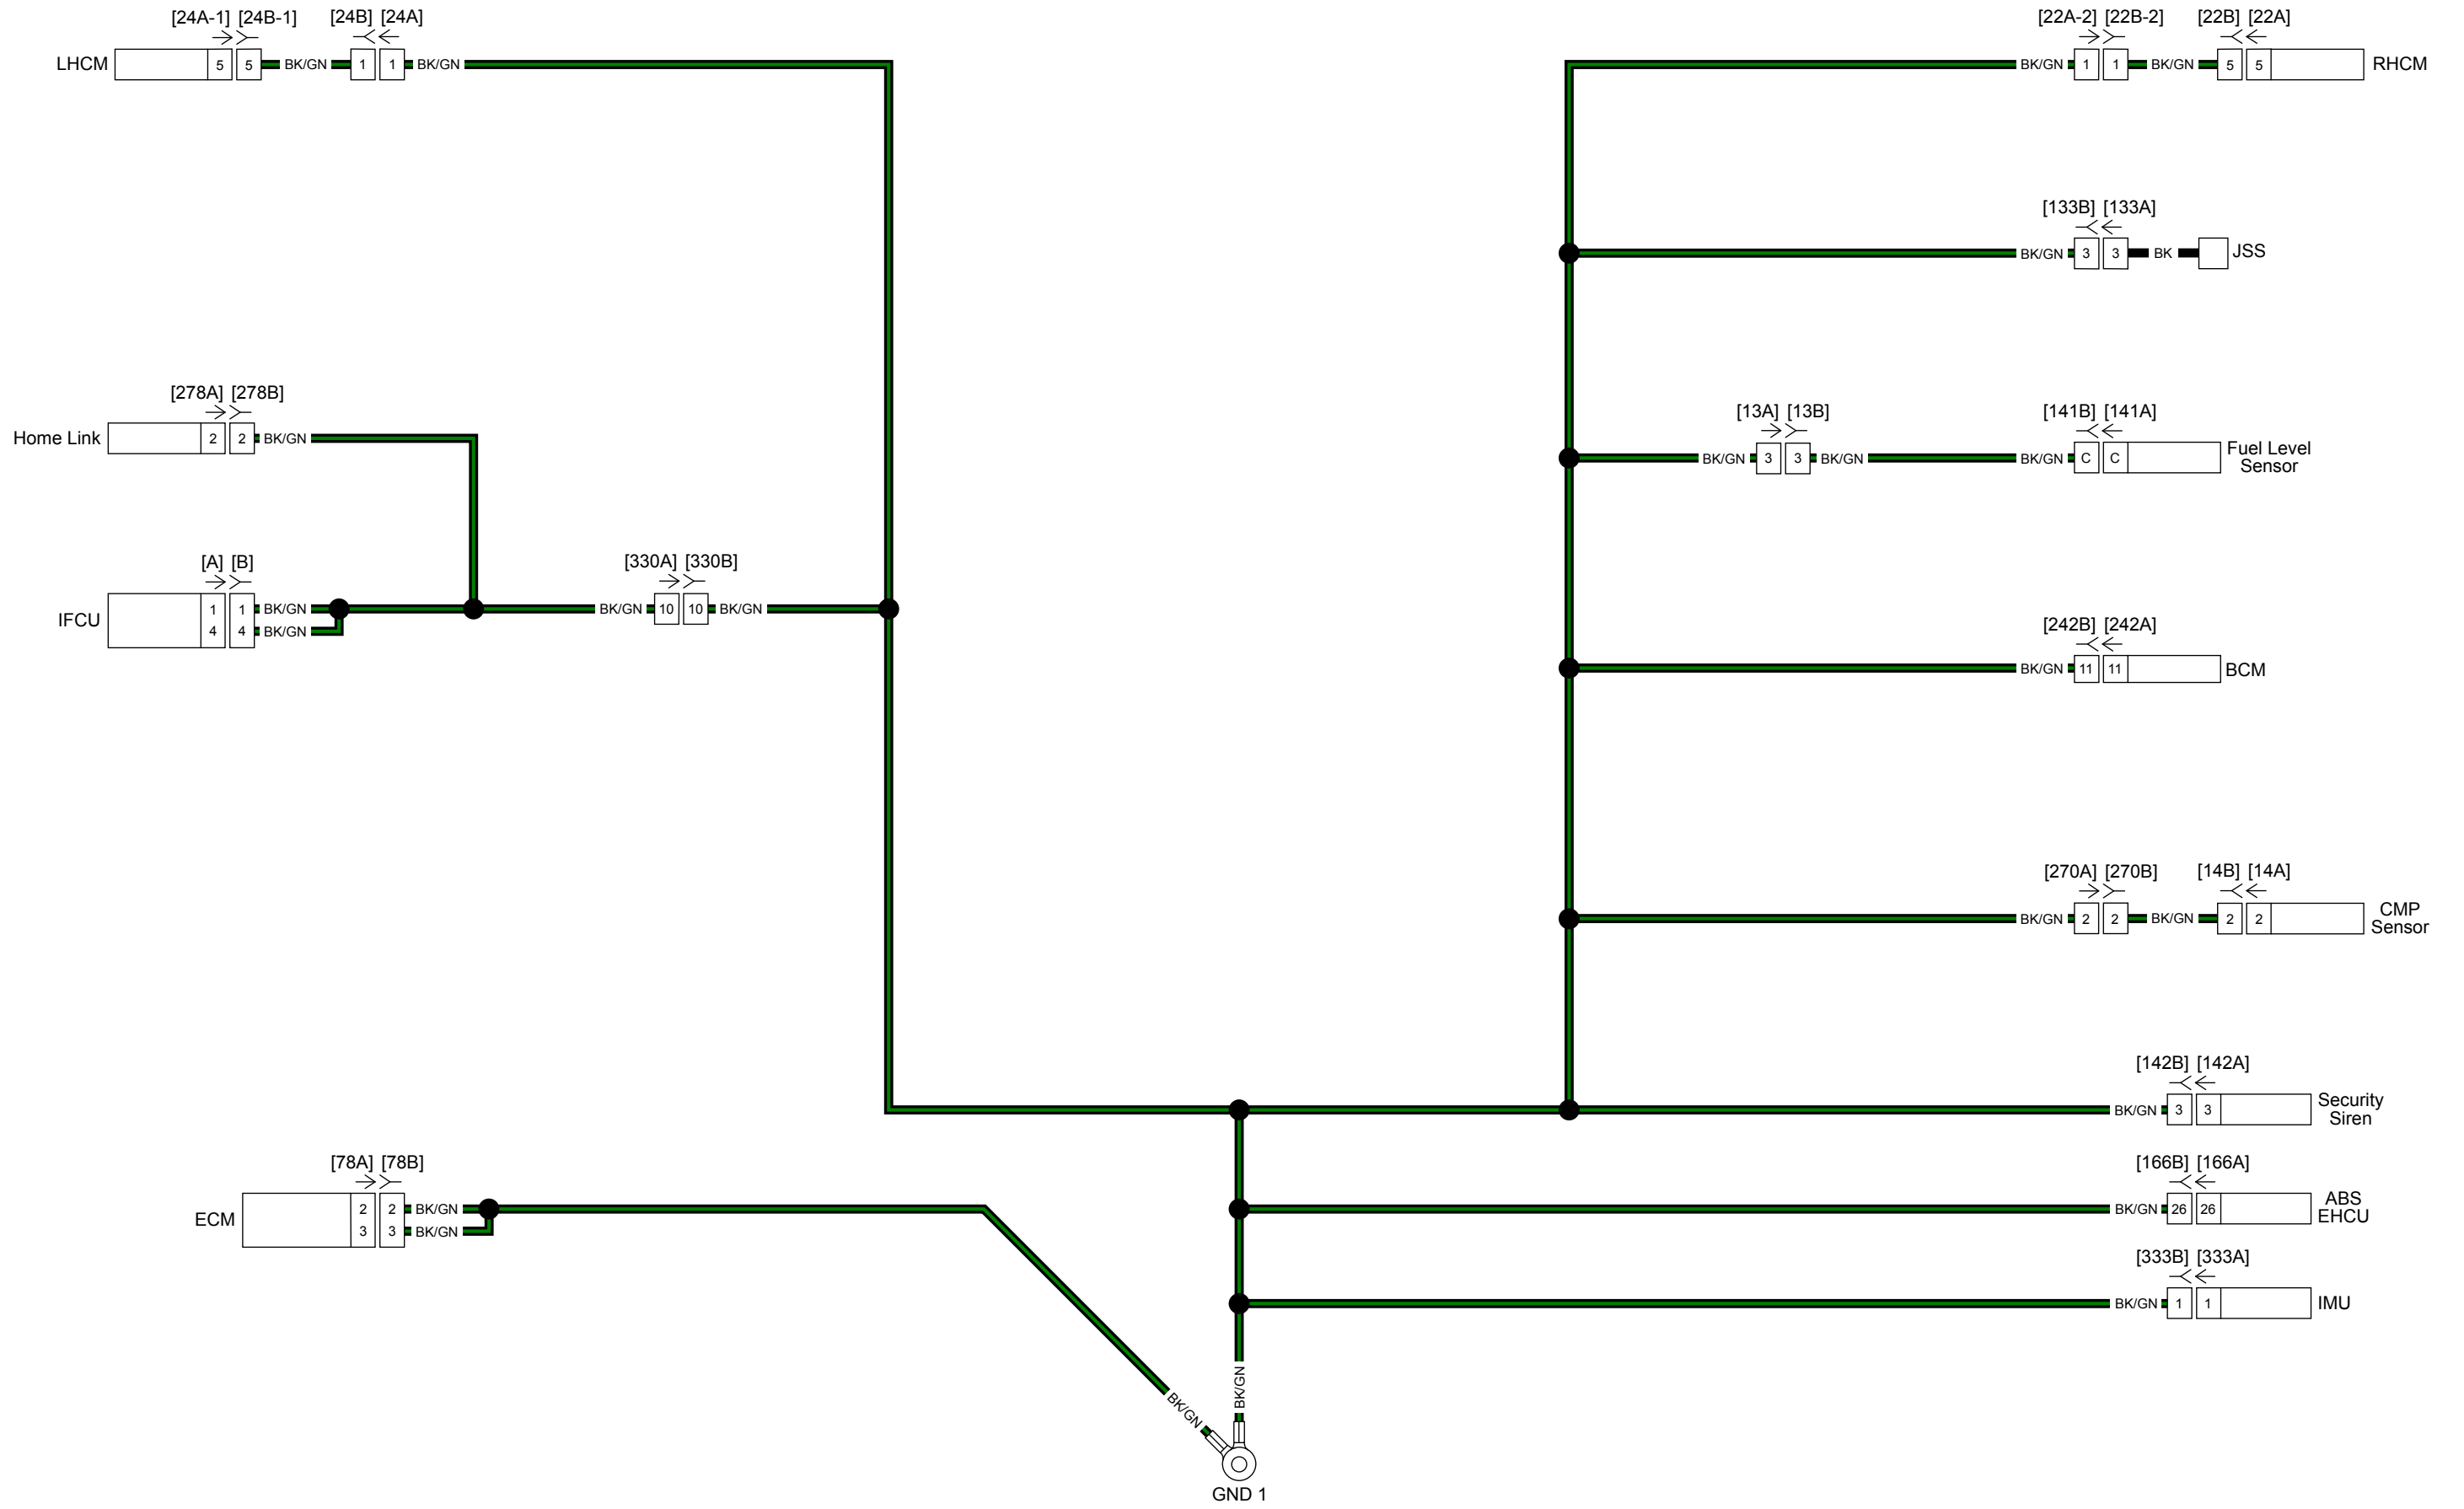 [24A-1] [24B-1] [24B] [24A]
LHCM 5 5 BK/GN 1 1 BK/GN
[22A-2] [22B-2] [22B] [22A]
BK/GN 1 1 BK/GN 5 5 RHCM
[133B] [133A]
BK/GN 3 3 BK JSS
[278A] [278B]
Home Link 2 2 BK/GN
[13A] [13B] [141B] [141A]
BK/GN 3 3 BK/GN BK/GN C C Fuel Level
Sensor
[A] [B] [330A] [330B]
IFCU 1 1 BK/GN BK/GN 10 10 BK/GN
4 4 BK/GN
[242B] [242A]
BK/GN 11 11 BCM
[270A] [270B] [14B] [14A]
BK/GN 2 2 BK/GN 2 2 CMP
Sensor
[142B] [142A]
BK/GN 3 3 Security
Siren
[78A] [78B]
ECM 2 2 BK/GN
3 3 BK/GN
[166B] [166A]
BK/GN 26 26 ABS
EHCU
[333B] [333A]
BK/GN 1 1 IMU
BK/GN BK/GN
GND 1